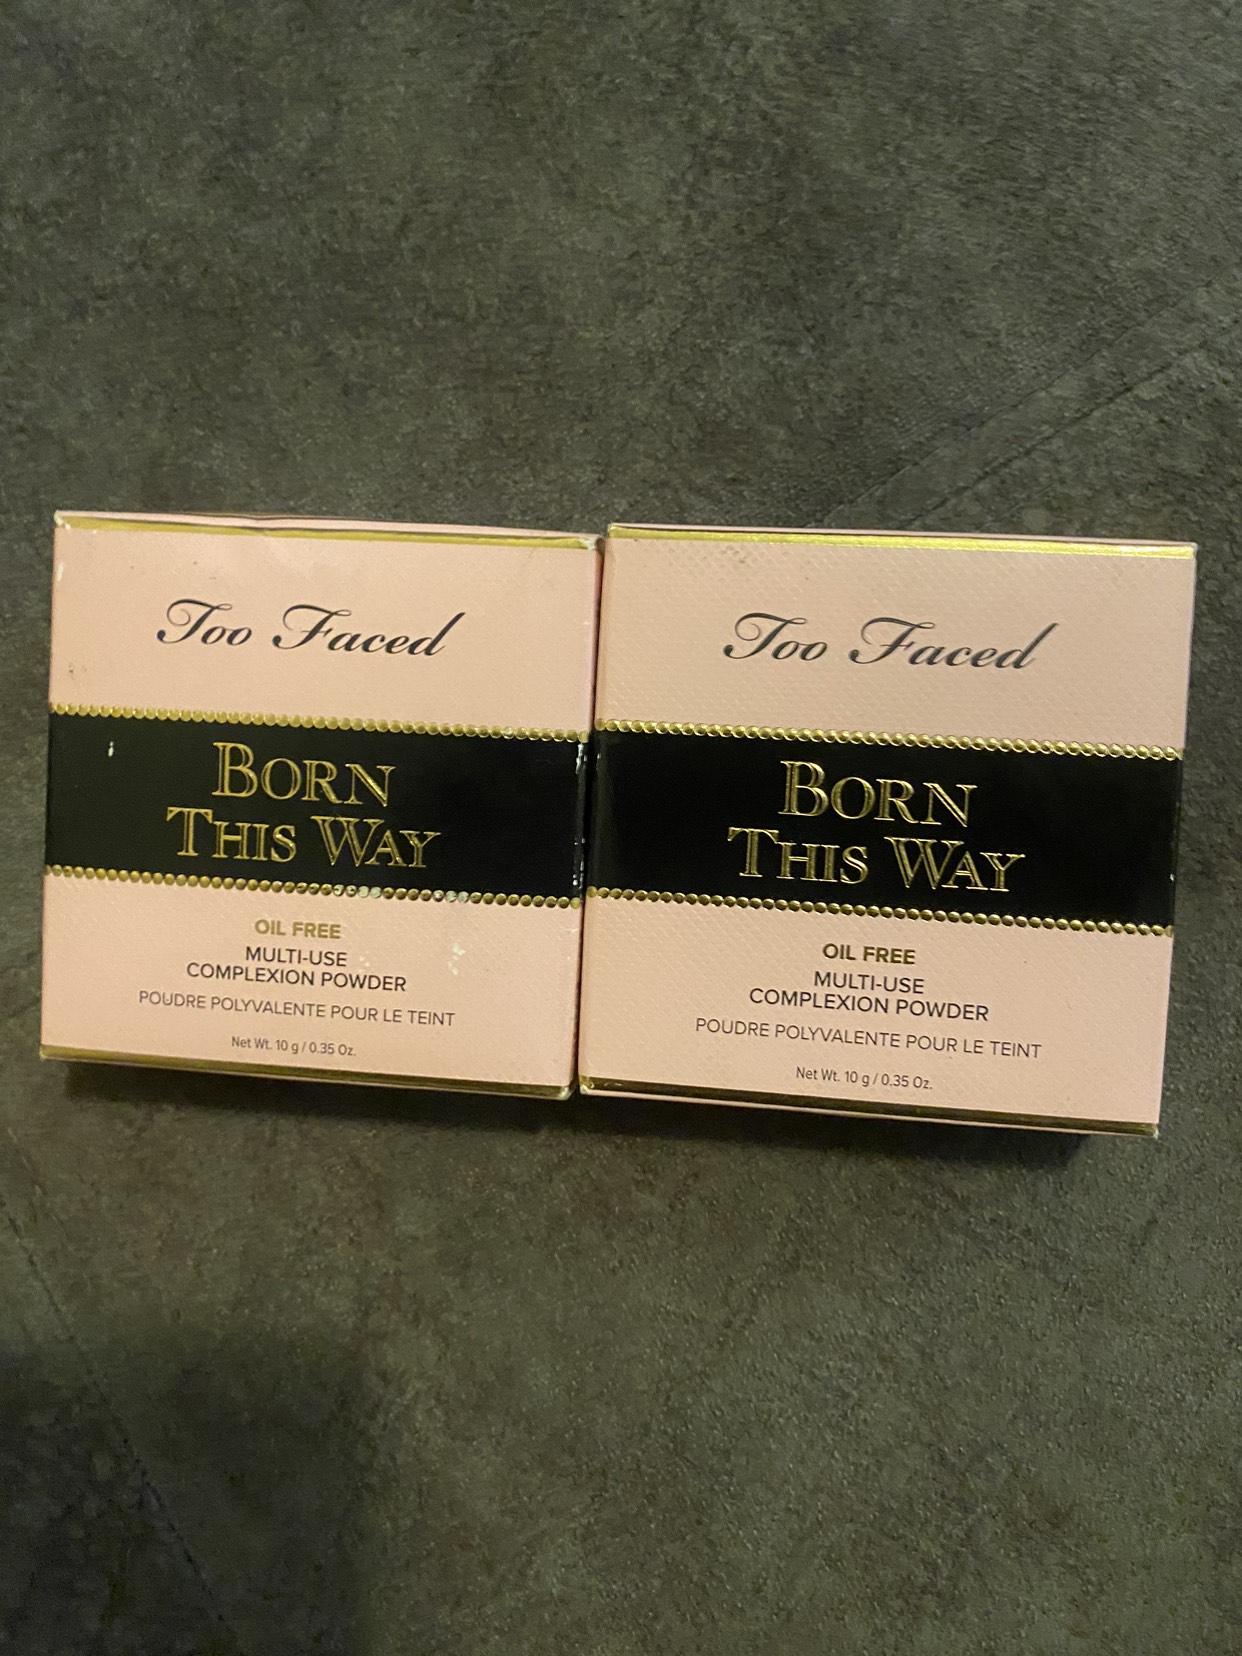 Too Faced
BORN
THIS WAY
OIL FREE
MULTI-USE
COMPLEXION POWDER
POUDRE POLYVALENTE POUR LE TEINT
Net Wt. 10 g / 0.35 Oz.
Too Faced
BORN
THIS WAY
OIL FREE
MULTI-USE
COMPLEXION POWDER
POUDRE POLYVALENTE POUR LE TEINT
Net Wt. 10 g / 0.35 Oz.